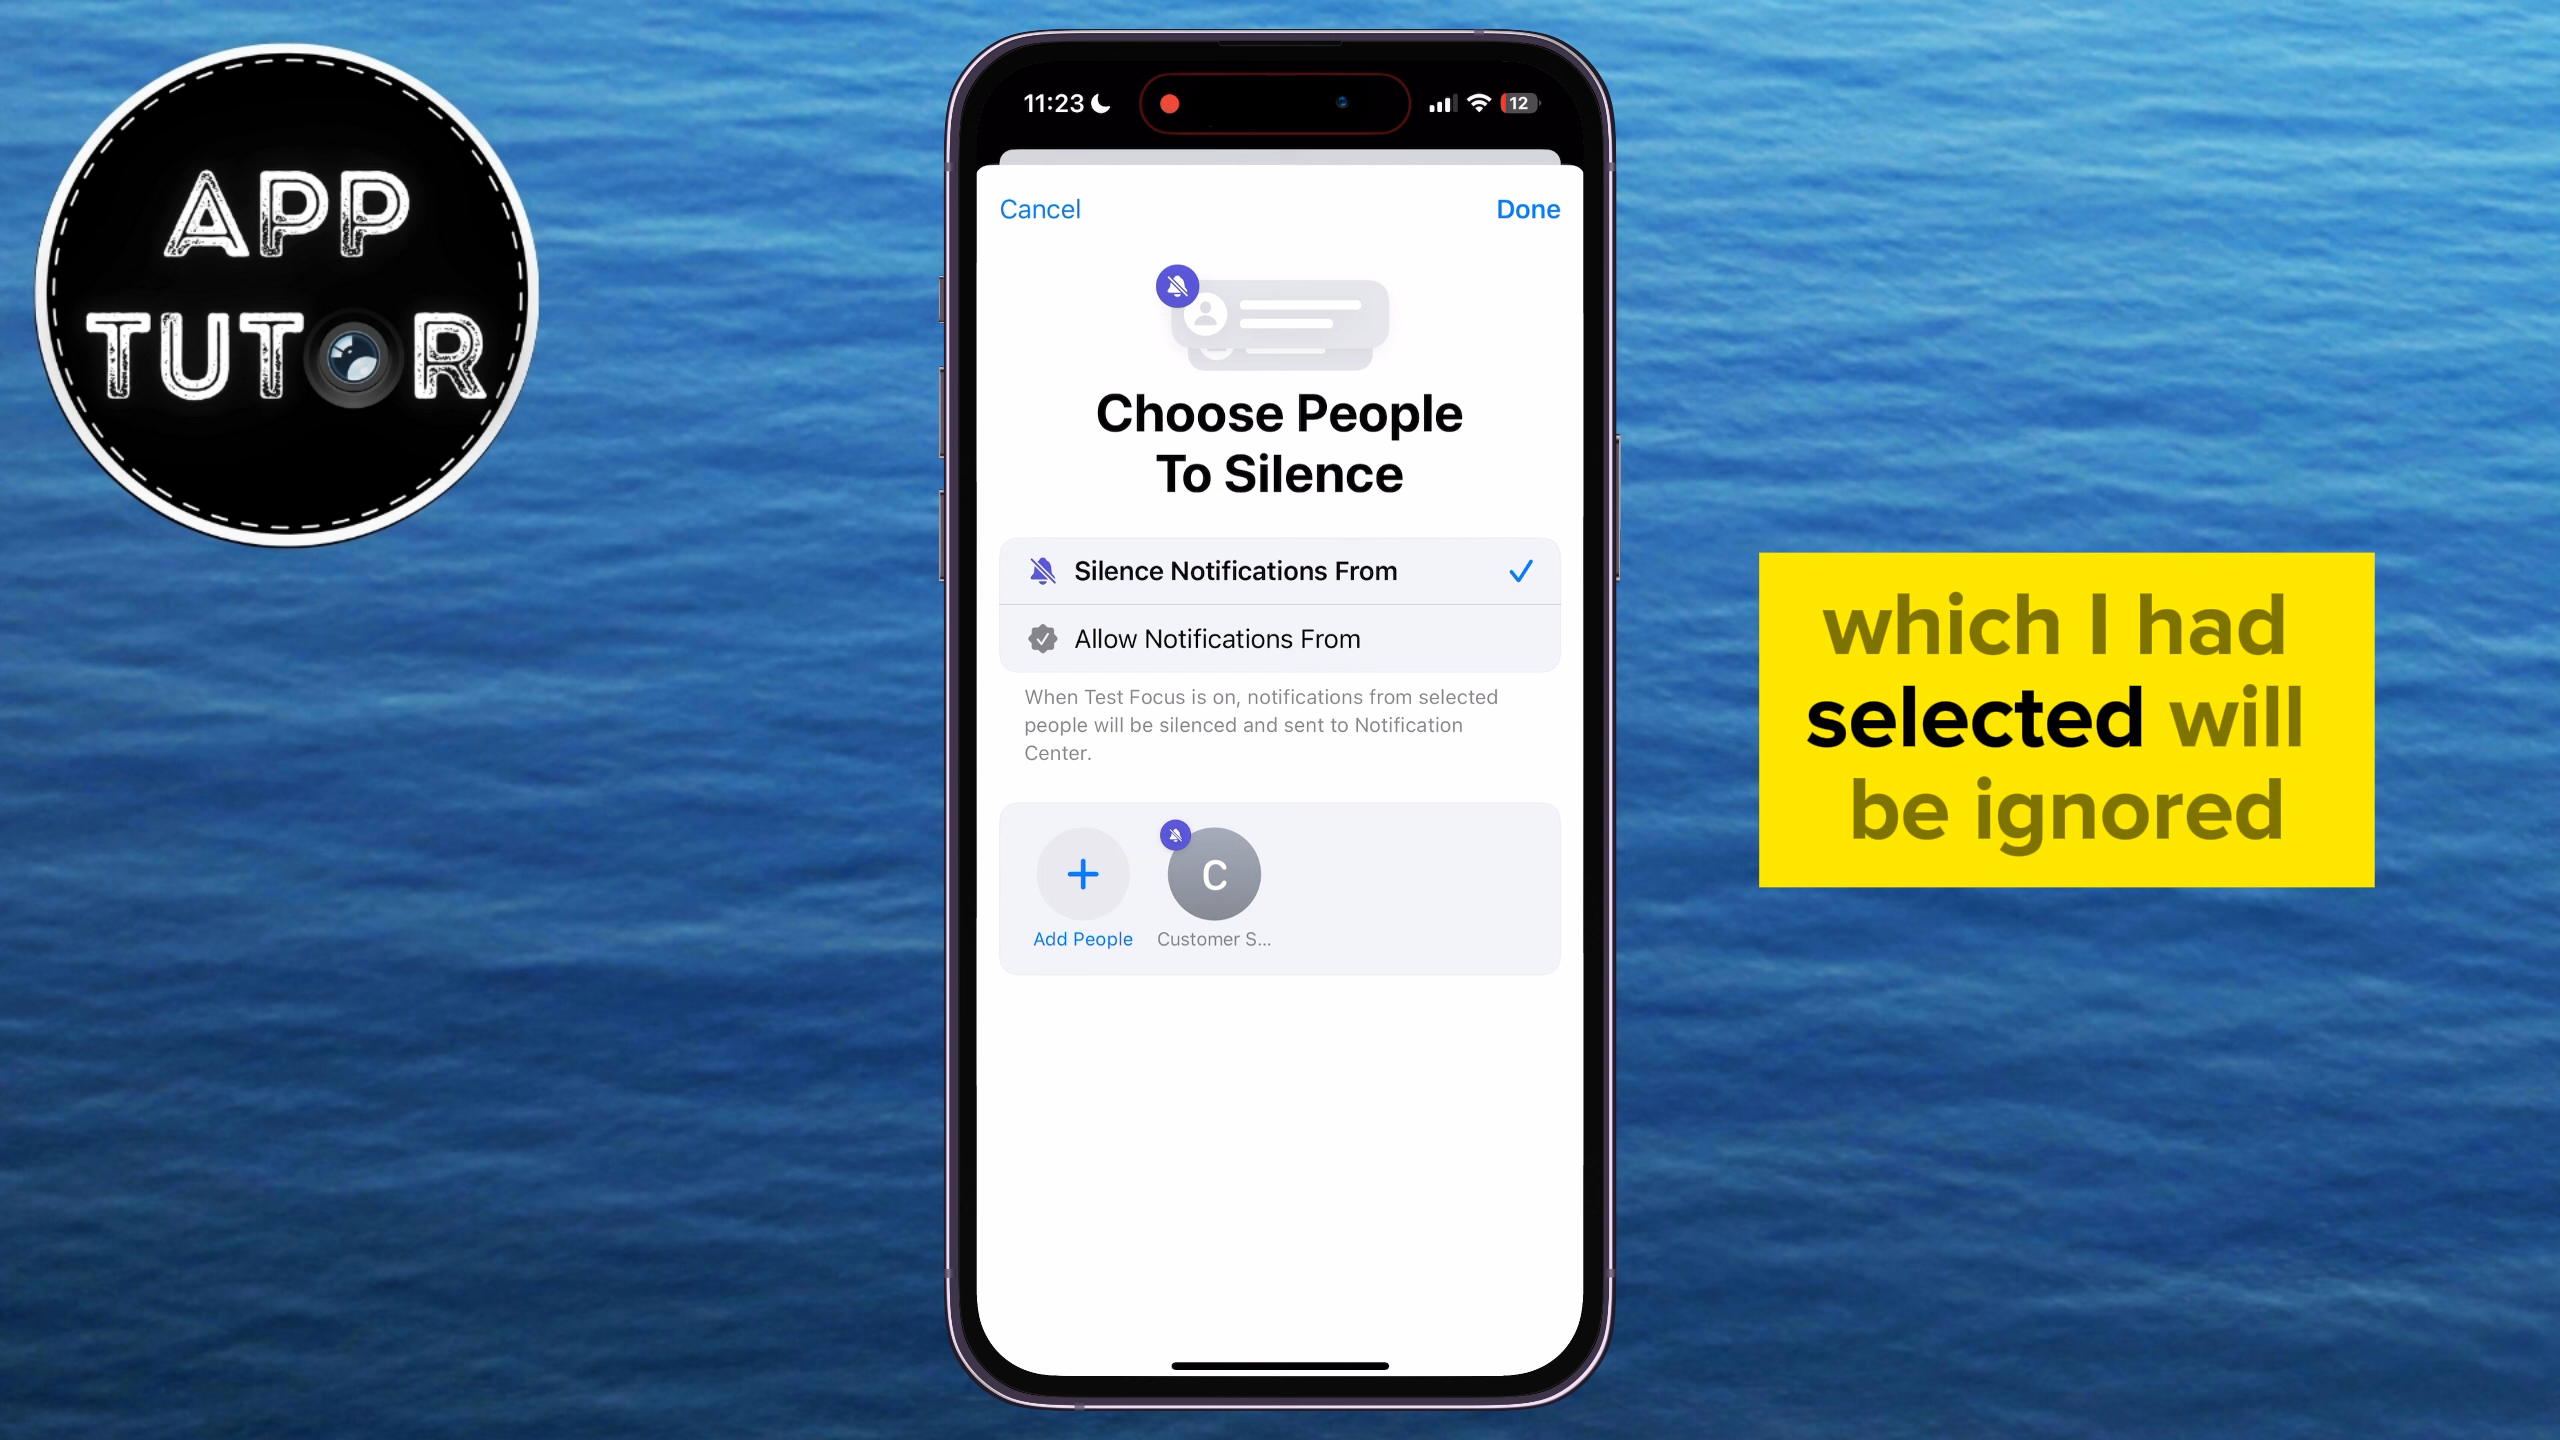 APP
TUTOR
11:23
12
Cancel
Done
Choose People
To Silence
Silence Notifications From
Allow Notifications From
When Test Focus is on, notifications from selected
people will be silenced and sent to Notification
Center.
C
Add People
Customer S...
which I had
selected will
be ignored